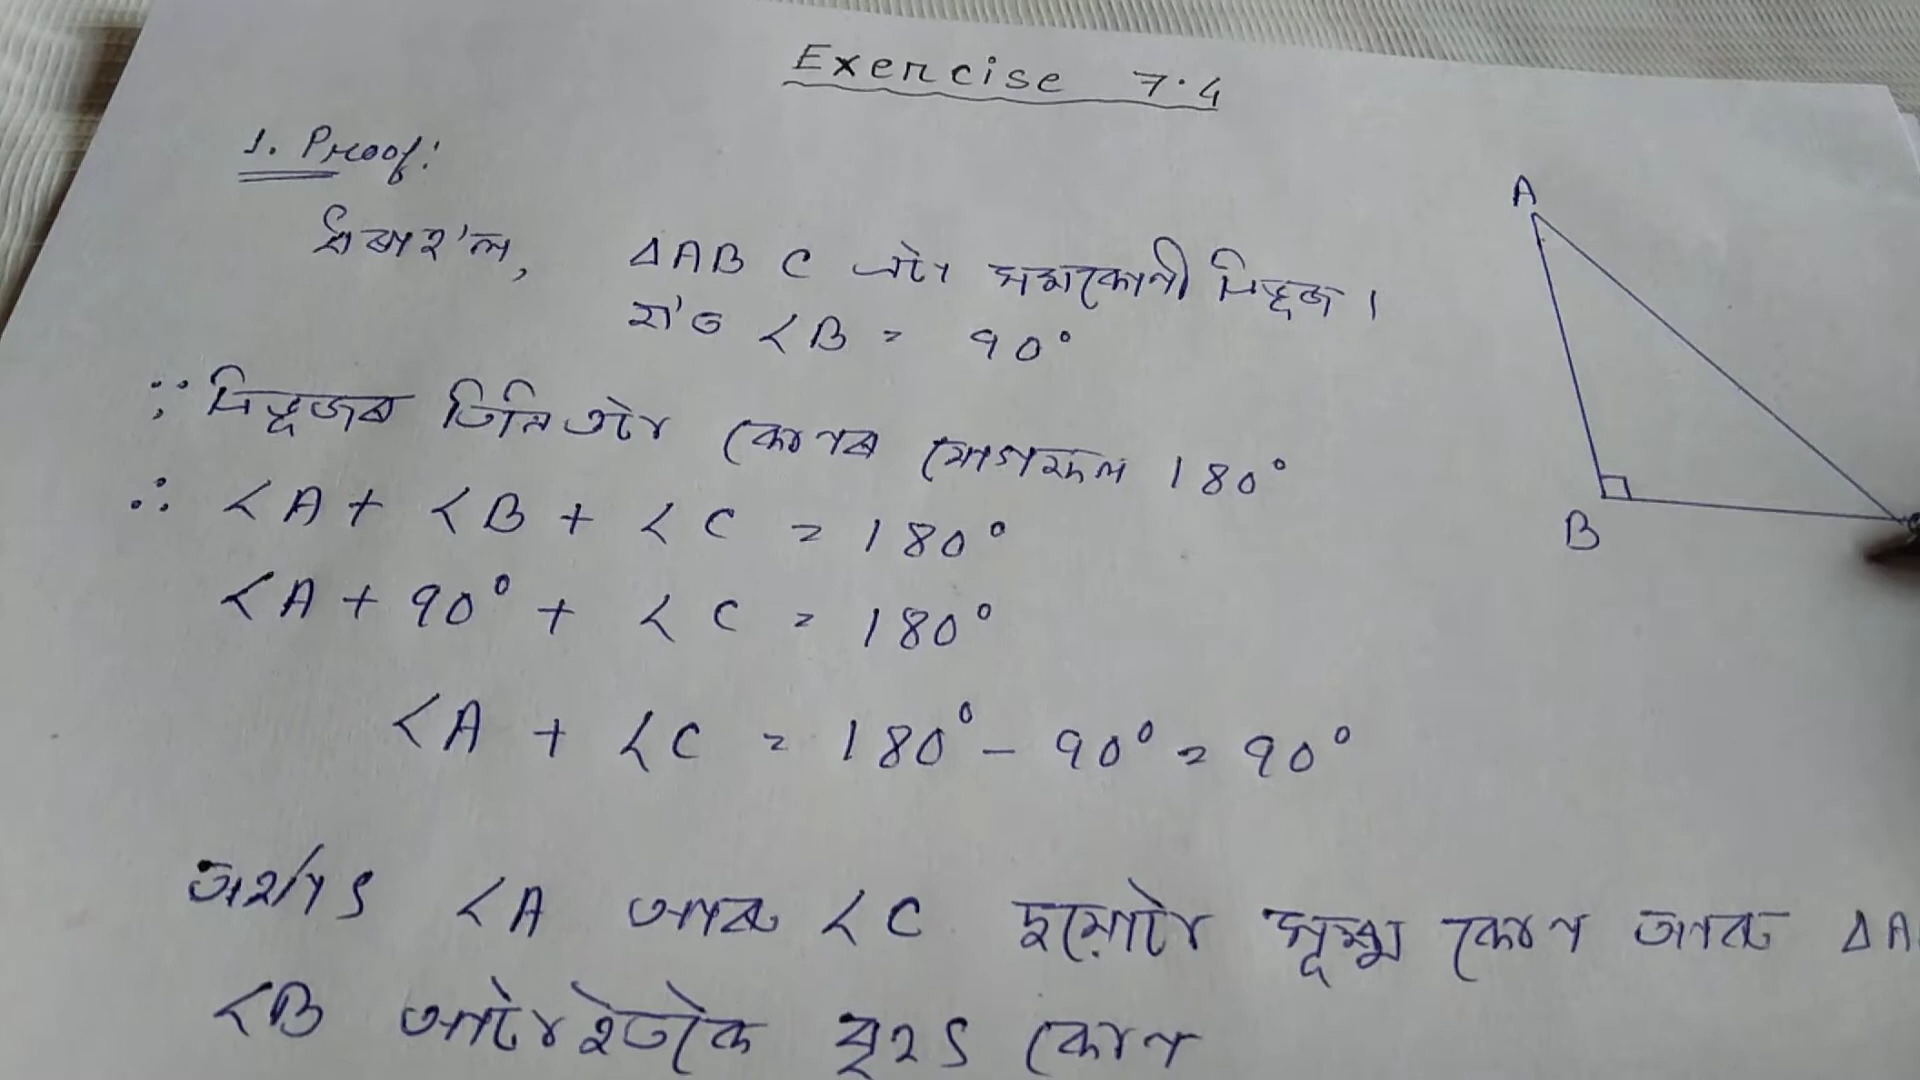 Exercise 7.4
1. Proof:
ধৰাহ'ল, ΔABC এটা সমকোণী ত্ৰিভূজ।
য'ত ∠B = 90°
∵ ত্ৰিভূজৰ তিনিওটা কোণৰ যোগফল 180°
∴ ∠A + ∠B + ∠C = 180°
∠A + 90° + ∠C = 180°
∠A + ∠C = 180° - 90° = 90°
অৰ্থাৎ ∠A আৰু ∠C দুয়োটা সূক্ষ্ম কোণ আৰু ΔA
∠B আটাইতকৈ বৃহৎ কোণ
A
B